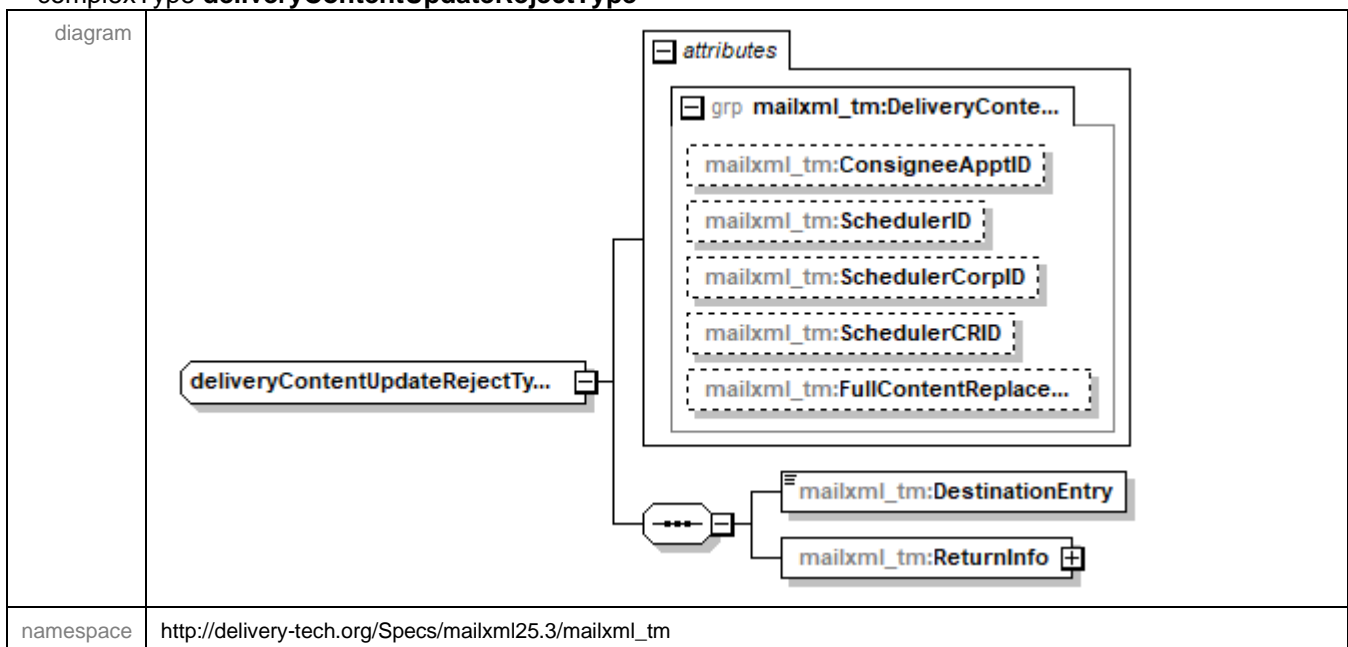 complexType deliveryContentUpdateRejectType
diagram
attributes
grp mailxml_tm:DeliveryConte...
mailxml_tm:ConsigneeApptID
mailxml_tm:SchedulerID
mailxml_tm:SchedulerCorpID
mailxml_tm:SchedulerCRID
mailxml_tm:FullContentReplace...
deliveryContentUpdateRejectTy...
mailxml_tm:DestinationEntry
mailxml_tm:ReturnInfo
namespace
http://delivery-tech.org/Specs/mailxml25.3/mailxml_tm